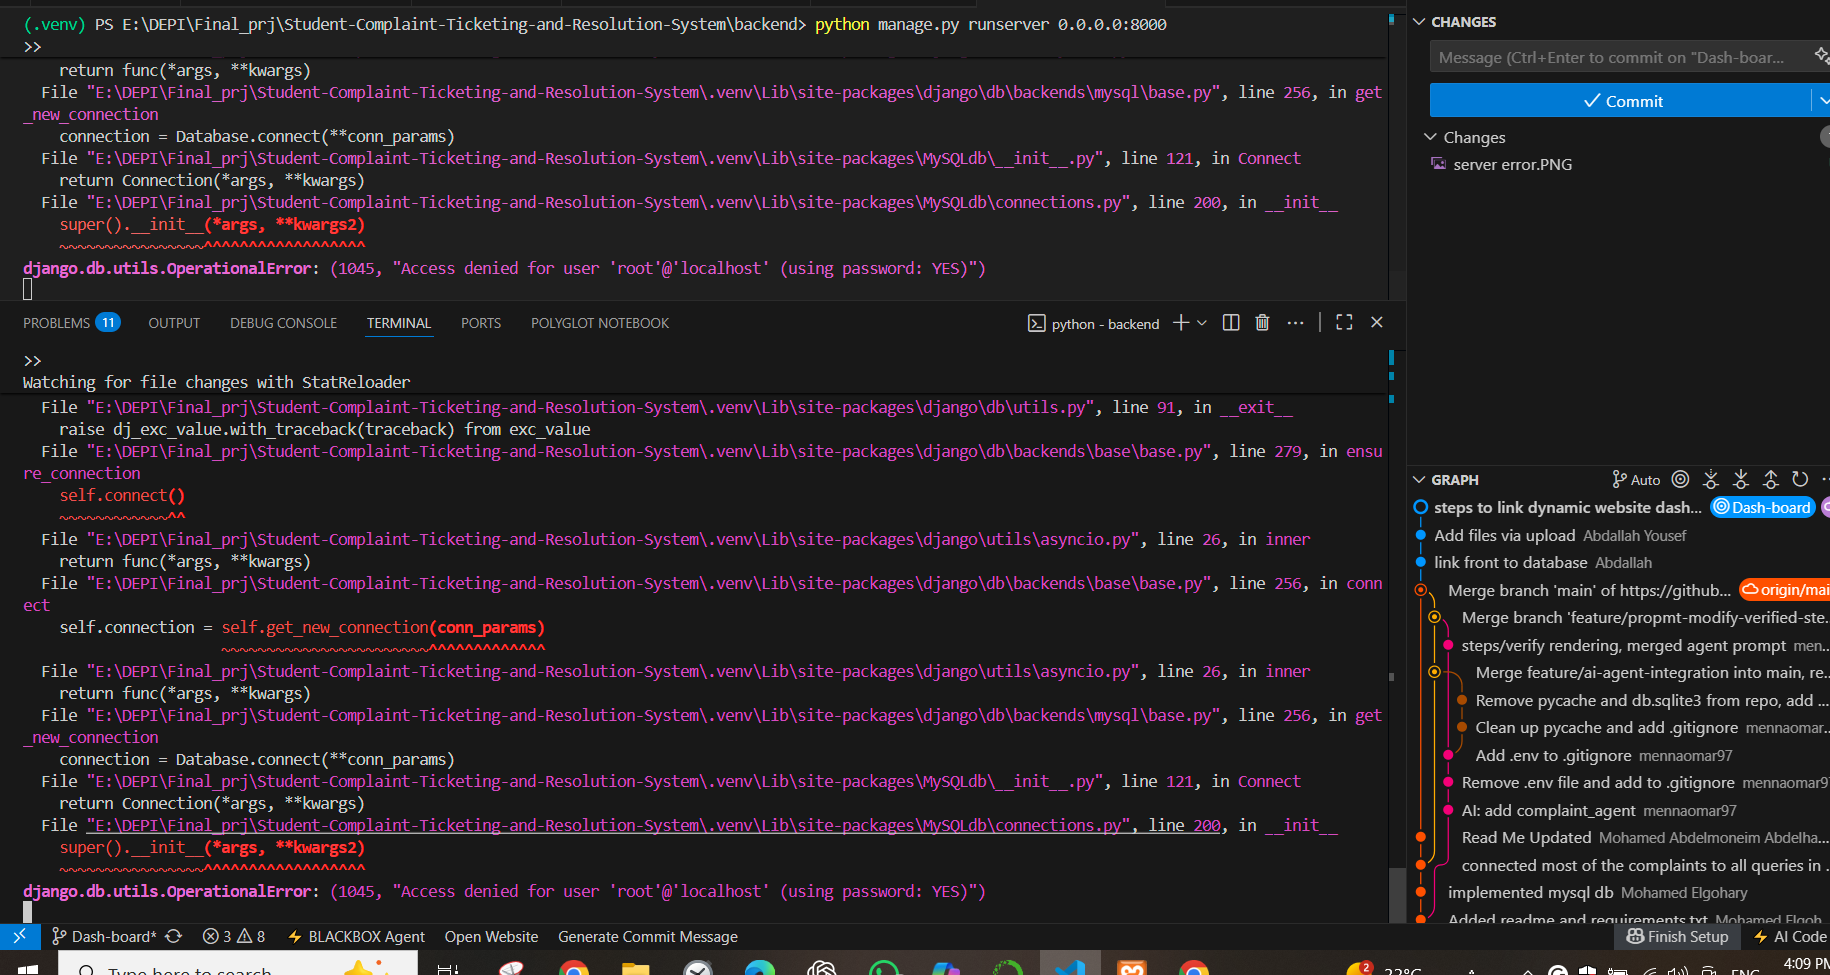 (.venv) PS E:\DEPI\Final_prj\Student-Complaint-Ticketing-and-Resolution-System\backend> python manage.py runserver 0.0.0.0:8000
>>
return func(*args, **kwargs)
File "E:\DEPI\Final_prj\Student-Complaint-Ticketing-and-Resolution-System\.venv\Lib\site-packages\django\db\backends\mysql\base.py", line 256, in get
_new_connection
connection = Database.connect(**conn_params)
File "E:\DEPI\Final_prj\Student-Complaint-Ticketing-and-Resolution-System\.venv\Lib\site-packages\MySQLdb\__init__.py", line 121, in Connect
return Connection(*args, **kwargs)
File "E:\DEPI\Final_prj\Student-Complaint-Ticketing-and-Resolution-System\.venv\Lib\site-packages\MySQLdb\connections.py", line 200, in __init__
super().__init__(*args, **kwargs2)
~~~~~~~~~~~~~~~~^^^^^^^^^^^^^^^^^^
django.db.utils.OperationalError: (1045, "Access denied for user 'root'@'localhost' (using password: YES)")
PROBLEMS 11 OUTPUT DEBUG CONSOLE TERMINAL PORTS POLYGLOT NOTEBOOK python - backend
>>
Watching for file changes with StatReloader
File "E:\DEPI\Final_prj\Student-Complaint-Ticketing-and-Resolution-System\.venv\Lib\site-packages\django\db\utils.py", line 91, in __exit__
raise dj_exc_value.with_traceback(traceback) from exc_value
File "E:\DEPI\Final_prj\Student-Complaint-Ticketing-and-Resolution-System\.venv\Lib\site-packages\django\db\backends\base\base.py", line 279, in ensu
re_connection
self.connect()
~~~~~~~~~~~~^^
File "E:\DEPI\Final_prj\Student-Complaint-Ticketing-and-Resolution-System\.venv\Lib\site-packages\django\utils\asyncio.py", line 26, in inner
return func(*args, **kwargs)
File "E:\DEPI\Final_prj\Student-Complaint-Ticketing-and-Resolution-System\.venv\Lib\site-packages\django\db\backends\base\base.py", line 256, in conn
ect
self.connection = self.get_new_connection(conn_params)
~~~~~~~~~~~~~~~~~~~~~~~^^^^^^^^^^^^^
File "E:\DEPI\Final_prj\Student-Complaint-Ticketing-and-Resolution-System\.venv\Lib\site-packages\django\utils\asyncio.py", line 26, in inner
return func(*args, **kwargs)
File "E:\DEPI\Final_prj\Student-Complaint-Ticketing-and-Resolution-System\.venv\Lib\site-packages\django\db\backends\mysql\base.py", line 256, in get
_new_connection
connection = Database.connect(**conn_params)
File "E:\DEPI\Final_prj\Student-Complaint-Ticketing-and-Resolution-System\.venv\Lib\site-packages\MySQLdb\__init__.py", line 121, in Connect
return Connection(*args, **kwargs)
File "E:\DEPI\Final_prj\Student-Complaint-Ticketing-and-Resolution-System\.venv\Lib\site-packages\MySQLdb\connections.py", line 200, in __init__
super().__init__(*args, **kwargs2)
~~~~~~~~~~~~~~~~^^^^^^^^^^^^^^^^^^
django.db.utils.OperationalError: (1045, "Access denied for user 'root'@'localhost' (using password: YES)")
CHANGES
Message (Ctrl+Enter to commit on "Dash-boar...
Commit
Changes
server error.PNG
GRAPH Auto
steps to link dynamic website dash... Dash-board
Add files via upload Abdallah Yousef
link front to database Abdallah
Merge branch 'main' of https://github... origin/mai
Merge branch 'feature/propmt-modify-verified-ste...
steps/verify rendering, merged agent prompt men...
Merge feature/ai-agent-integration into main, re...
Remove pycache and db.sqlite3 from repo, add ...
Clean up pycache and add .gitignore mennaomar...
Add .env to .gitignore mennaomar97
Remove .env file and add to .gitignore mennaomar97
AI: add complaint_agent mennaomar97
Read Me Updated Mohamed Abdelmoneim Abdelha...
connected most of the complaints to all queries in ...
implemented mysql db Mohamed Elgohary
Added readme and requirements.txt Mohamed Elgoh
Dash-board* 3 8 BLACKBOX Agent Open Website Generate Commit Message Finish Setup AI Code
Type here to search 2 22°C ENG 4:09 PM